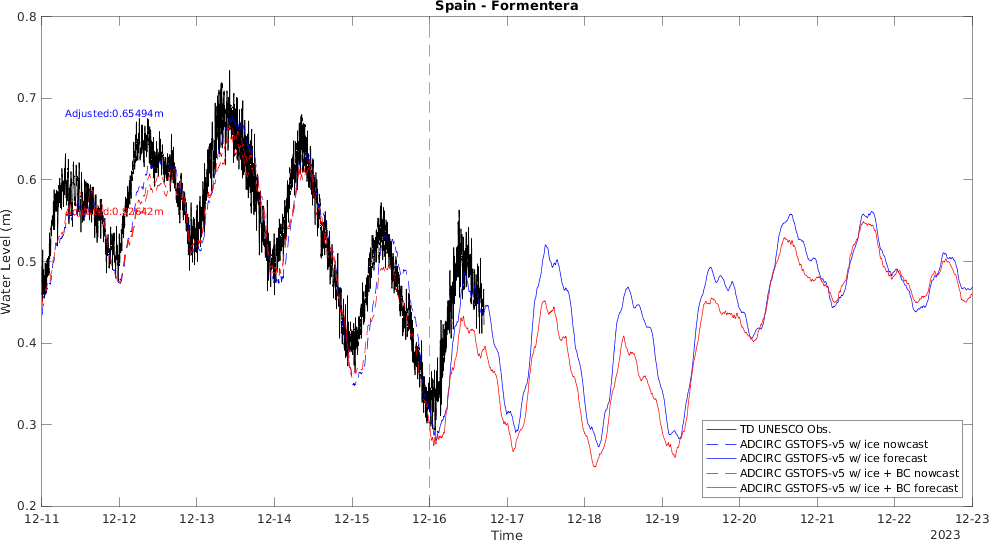 Spain - Formentera
0.8
0.7
0.6
0.5
0.4
0.3
0.2
Water Level (m)
Adjusted:0.65494m
TD UNESCO Obs.
ADCIRC GSTOFS-v5 w/ ice nowcast
ADCIRC GSTOFS-v5 w/ ice forecast
ADCIRC GSTOFS-v5 w/ ice + BC nowcast
ADCIRC GSTOFS-v5 w/ ice + BC forecast
12-11 12-12 12-13 12-14 12-15 12-16 12-17 12-18 12-19 12-20 12-21 12-22 12-23
Time
2023